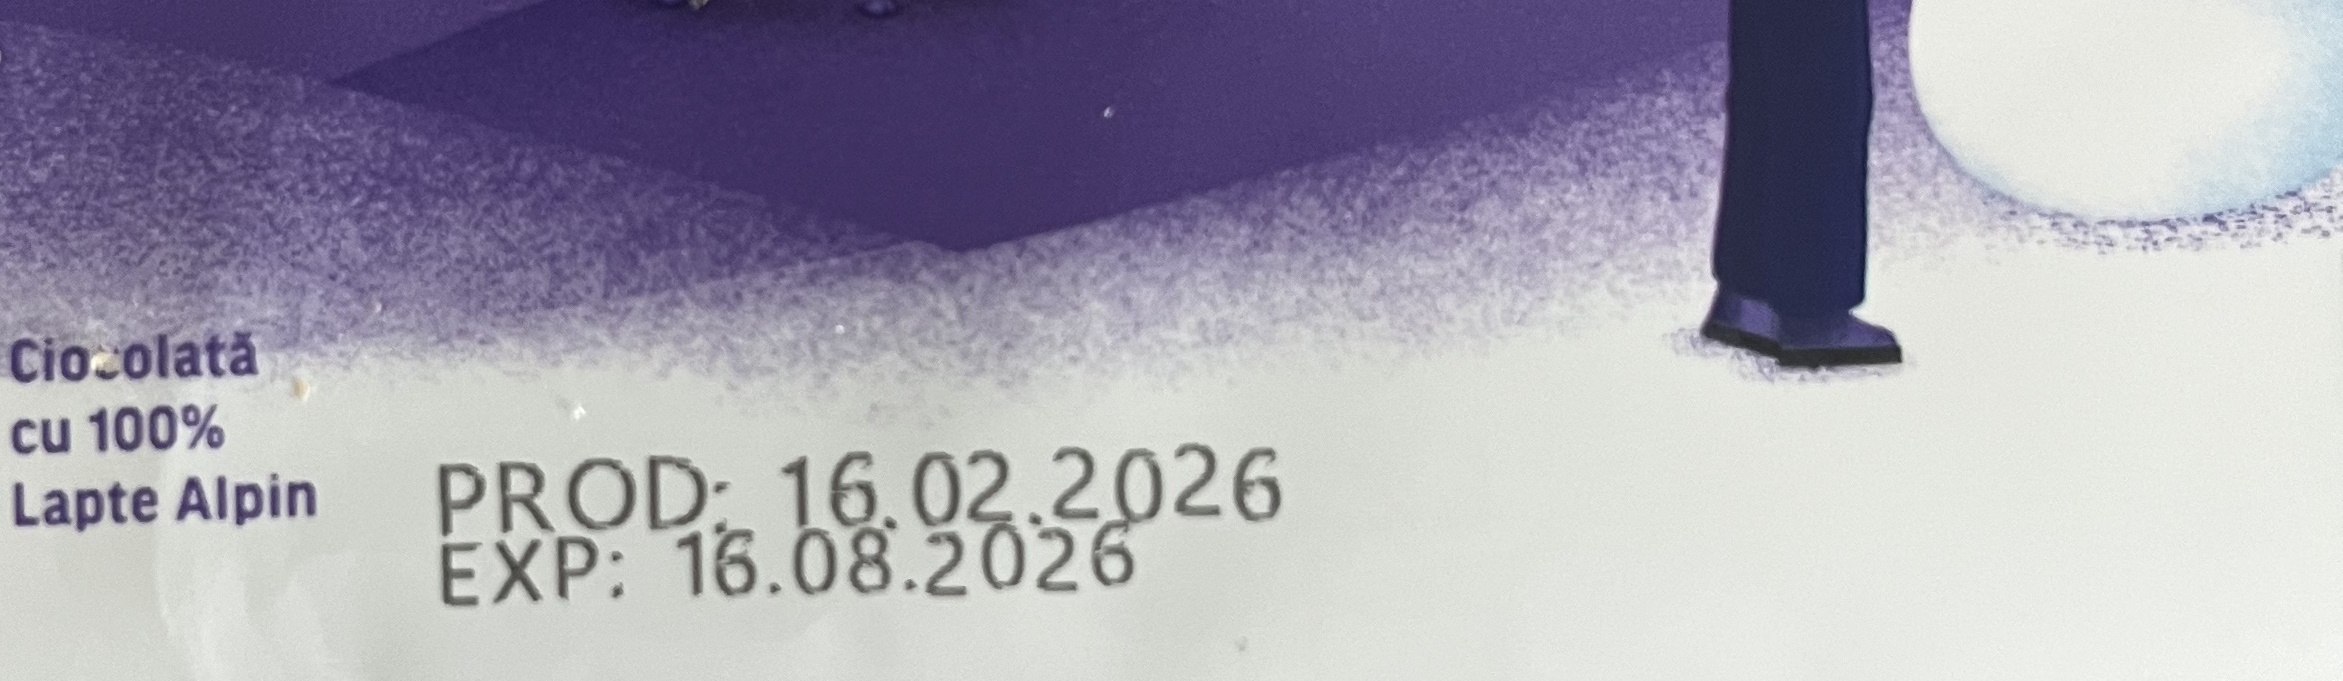 Ciocolată
cu 100%
Lapte Alpin
PROD: 16.02.2026
EXP: 16.08.2026